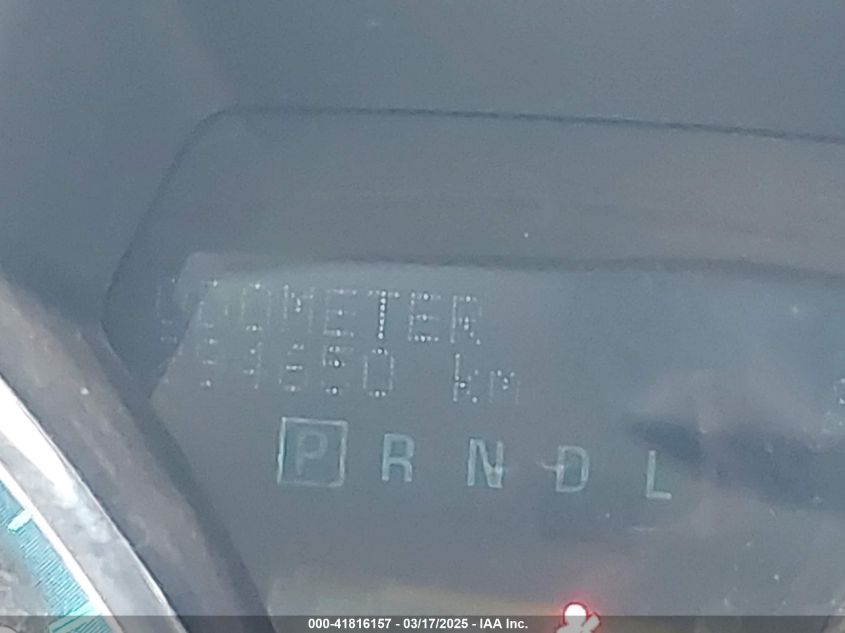 ODOMETER
km
P R N D L
000-41816157 - 03/17/2025 - IAA Inc.